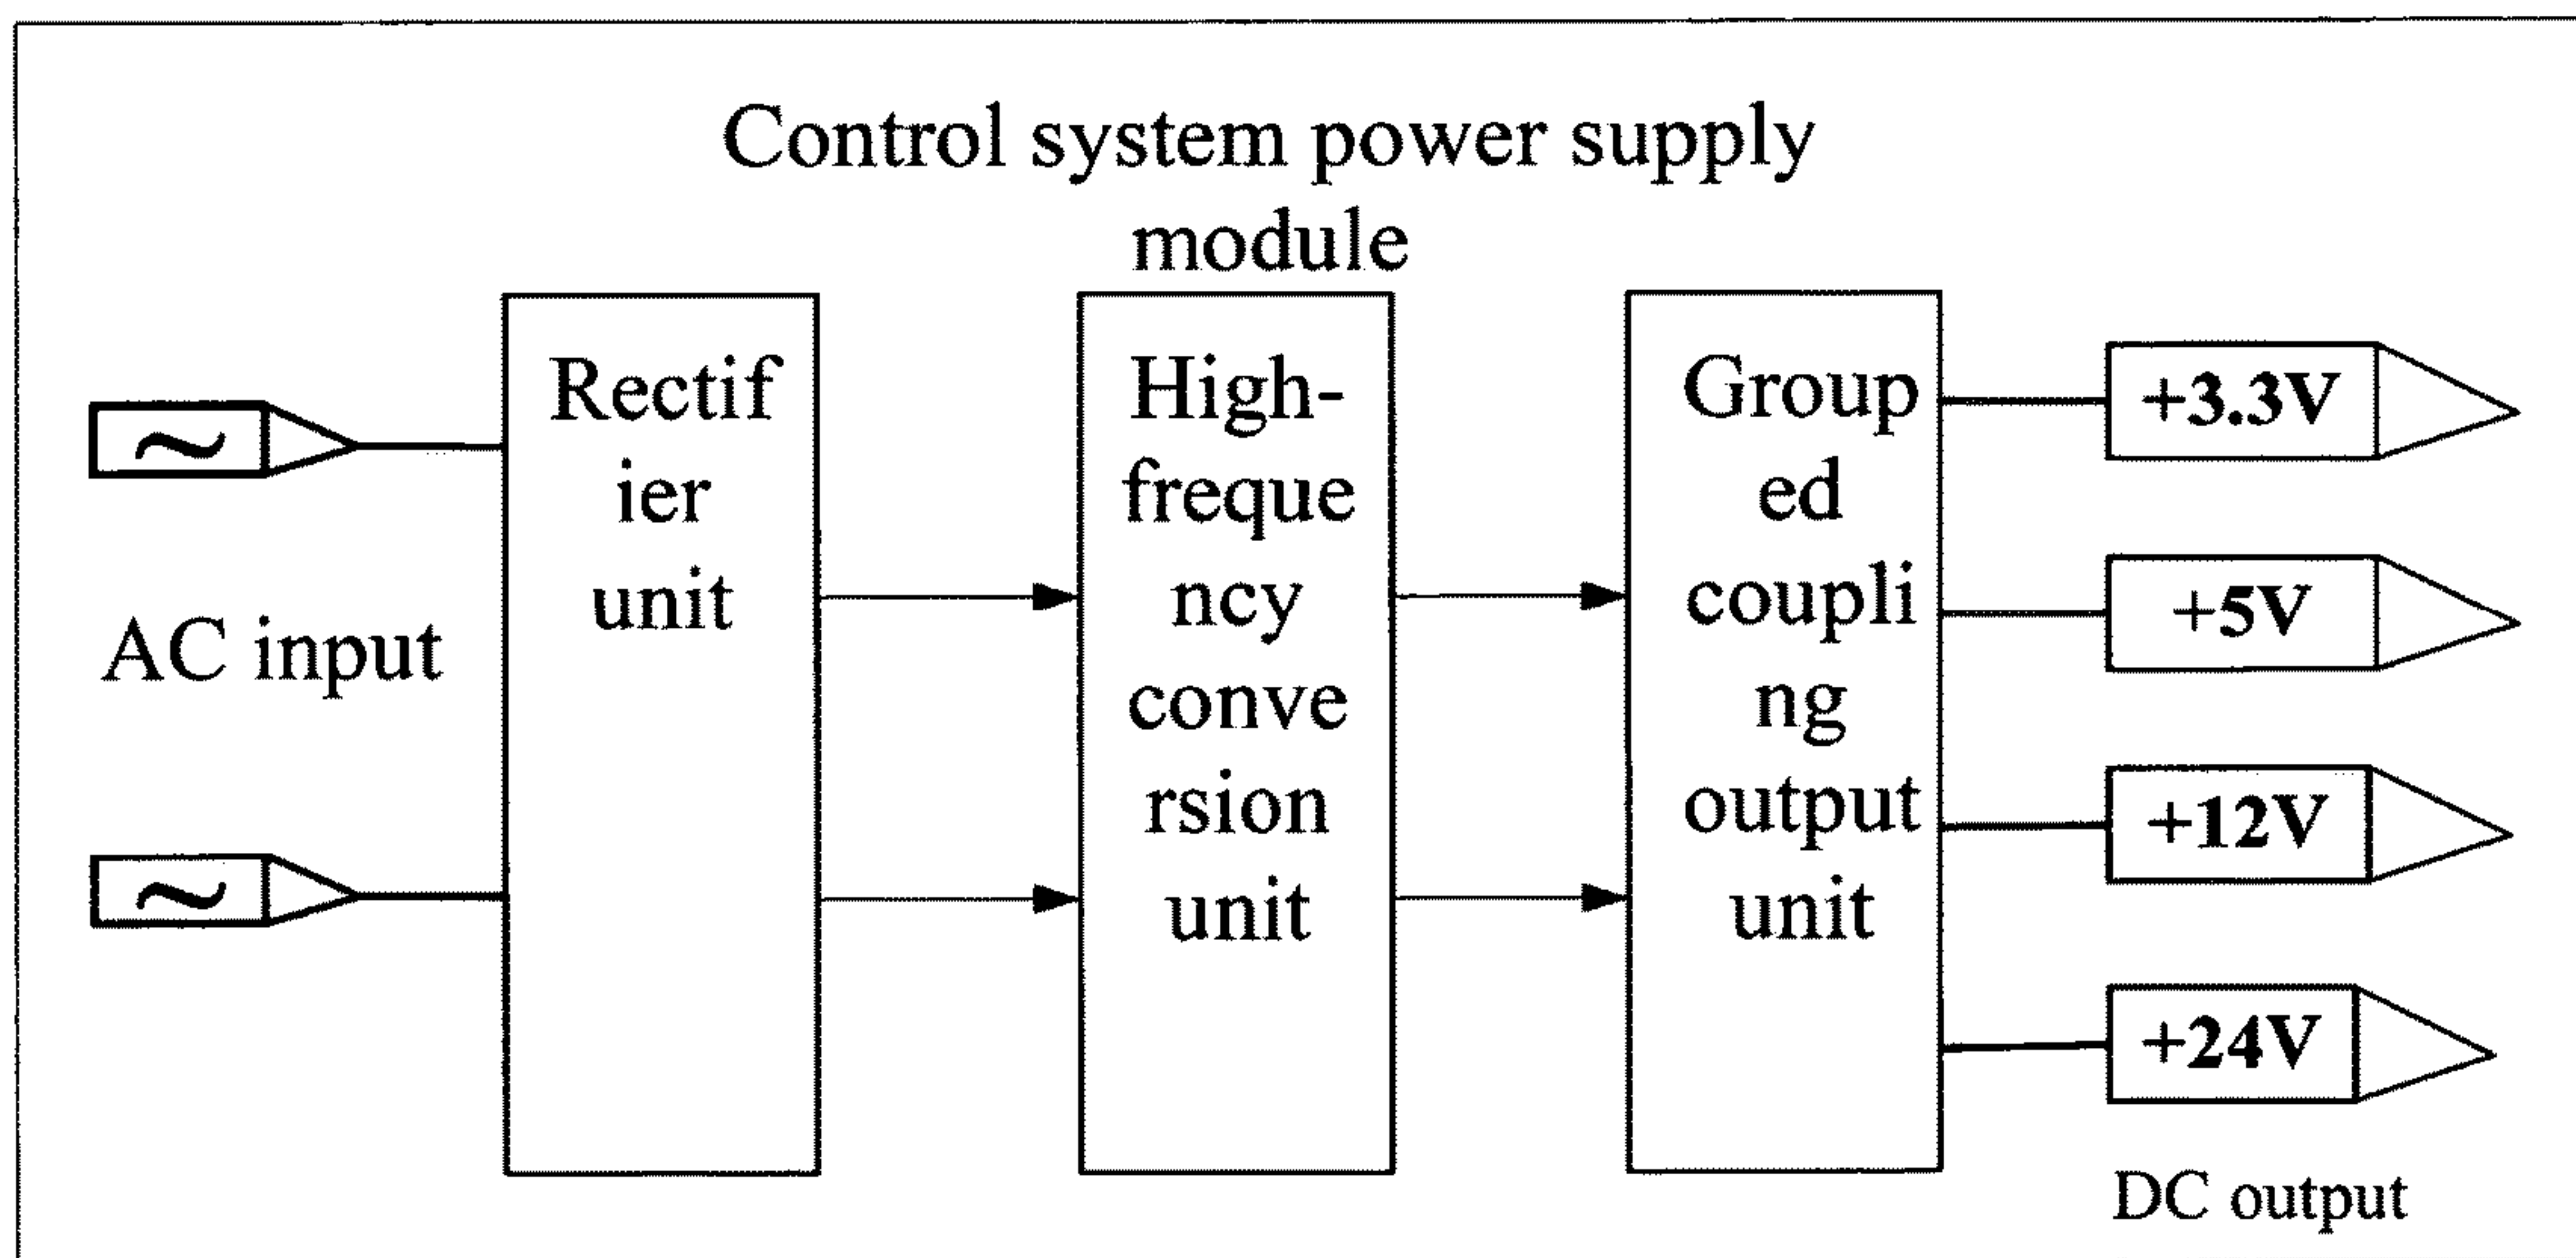 Control system power supply
module
~
AC input
~
Rectif
ier
unit
High-
freque
ncy
conve
rsion
unit
Group
ed
coupli
ng
output
unit
+3.3V
+5V
+12V
+24V
DC output